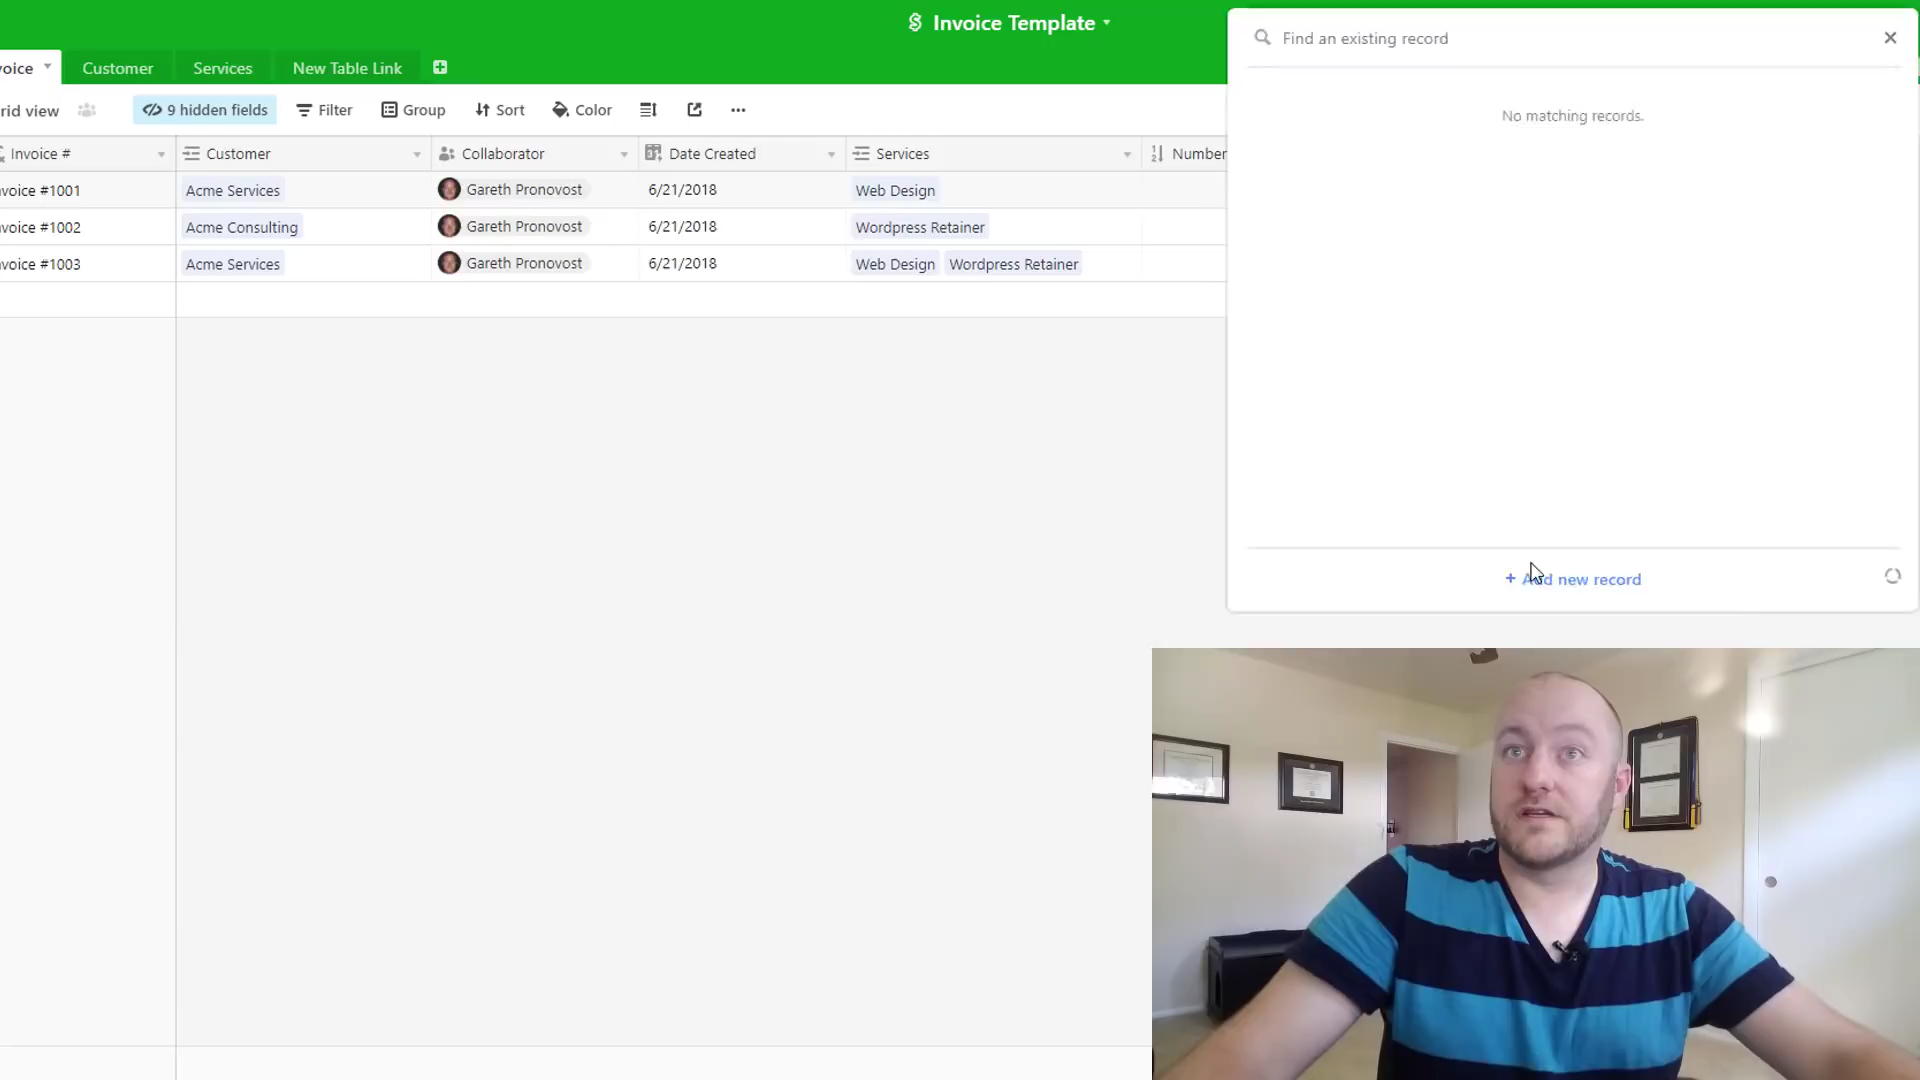 Invoice Template
Find an existing record
voice
Customer
Services
New Table Link
rid view
9 hidden fields
Filter
Group
Sort
Color
No matching records.
Invoice #
Customer
Collaborator
Date Created
Services
Number
nvoice #1001
Acme Services
Gareth Pronovost
6/21/2018
Web Design
nvoice #1002
Acme Consulting
Gareth Pronovost
6/21/2018
Wordpress Retainer
nvoice #1003
Acme Services
Gareth Pronovost
6/21/2018
Web Design
Wordpress Retainer
+ Add new record